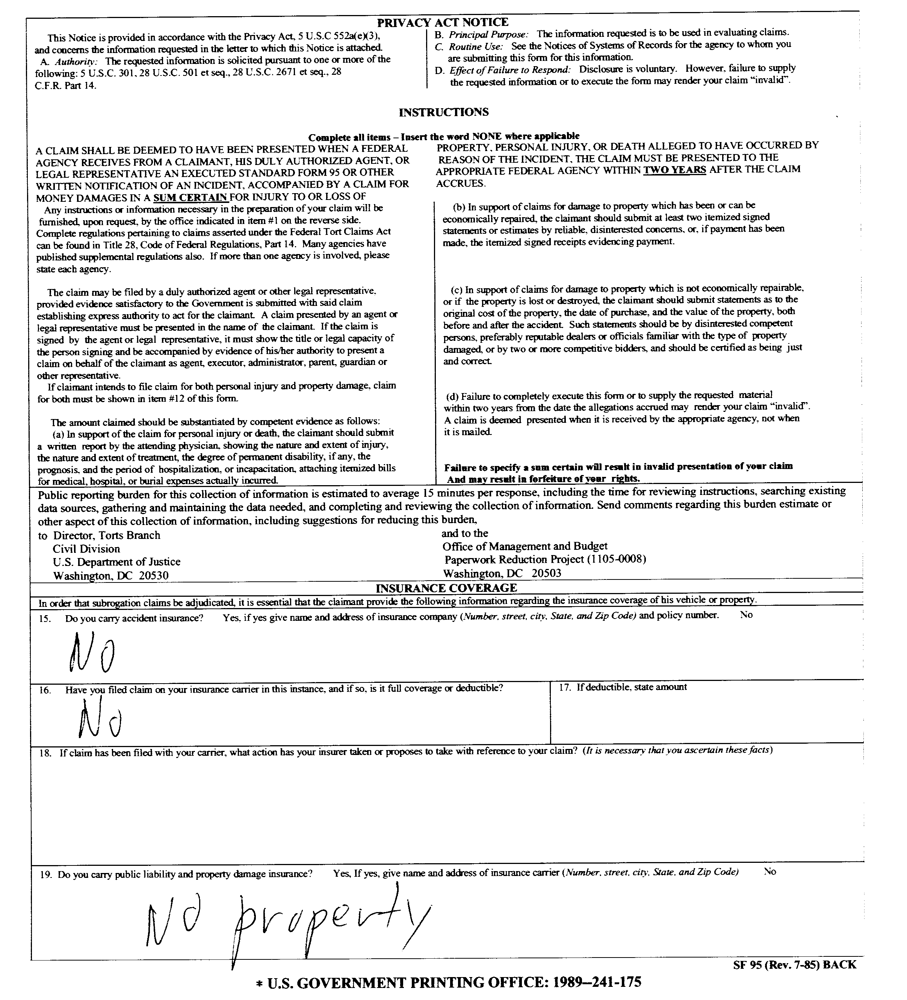 PRIVACY ACT NOTICE
This Notice is provided in accordance with the Privacy Act, 5 U.S.C 552a(e)(3),
and concerns the information requested in the letter to which this Notice is attached.
A. Authority: The requested information is solicited pursuant to one or more of the
following: 5 U.S.C. 301, 28 U.S.C. 501 et seq., 28 U.S.C. 2671 et seq., 28
C.F.R. Part 14.
B. Principal Purpose: The information requested is to be used in evaluating claims.
C. Routine Use: See the Notices of Systems of Records for the agency to whom you
are submitting this form for this information.
D. Effect of Failure to Respond: Disclosure is voluntary. However, failure to supply
the requested information or to execute the form may render your claim “invalid”.
INSTRUCTIONS
Complete all items – Insert the word NONE where applicable
A CLAIM SHALL BE DEEMED TO HAVE BEEN PRESENTED WHEN A FEDERAL
AGENCY RECEIVES FROM A CLAIMANT, HIS DULY AUTHORIZED AGENT, OR
LEGAL REPRESENTATIVE AN EXECUTED STANDARD FORM 95 OR OTHER
WRITTEN NOTIFICATION OF AN INCIDENT, ACCOMPANIED BY A CLAIM FOR
MONEY DAMAGES IN A SUM CERTAIN FOR INJURY TO OR LOSS OF
PROPERTY, PERSONAL INJURY, OR DEATH ALLEGED TO HAVE OCCURRED BY
REASON OF THE INCIDENT, THE CLAIM MUST BE PRESENTED TO THE
APPROPRIATE FEDERAL AGENCY WITHIN TWO YEARS AFTER THE CLAIM
ACCRUES.
Any instructions or information necessary in the preparation of your claim will be
furnished, upon request, by the office indicated in item #1 on the reverse side.
Complete regulations pertaining to claims asserted under the Federal Tort Claims Act
can be found in Title 28, Code of Federal Regulations, Part 14. Many agencies have
published supplemental regulations also. If more than one agency is involved, please
state each agency.
The claim may be filed by a duly authorized agent or other legal representative,
provided evidence satisfactory to the Government is submitted with said claim
establishing express authority to act for the claimant. A claim presented by an agent or
legal representative must be presented in the name of the claimant. If the claim is
signed by the agent or legal representative, it must show the title or legal capacity of
the person signing and be accompanied by evidence of his/her authority to present a
claim on behalf of the claimant as agent, executor, administrator, parent, guardian or
other representative.
If claimant intends to file claim for both personal injury and property damage, claim
for both must be shown in item #12 of this form.
The amount claimed should be substantiated by competent evidence as follows:
(a) In support of the claim for personal injury or death, the claimant should submit
a written report by the attending physician, showing the nature and extent of injury,
the nature and extent of treatment, the degree of permanent disability, if any, the
prognosis, and the period of hospitalization, or incapacitation, attaching itemized bills
for medical, hospital, or burial expenses actually incurred.
(b) In support of claims for damage to property which has been or can be
economically repaired, the claimant should submit at least two itemized signed
statements or estimates by reliable, disinterested concerns, or, if payment has been
made, the itemized signed receipts evidencing payment.
(c) In support of claims for damage to property which is not economically repairable,
or if the property is lost or destroyed, the claimant should submit statements as to the
original cost of the property, the date of purchase, and the value of the property, both
before and after the accident. Such statements should be by disinterested competent
persons, preferably reputable dealers or officials familiar with the type of property
damaged, or by two or more competitive bidders, and should be certified as being just
and correct.
(d) Failure to completely execute this form or to supply the requested material
within two years from the date the allegations accrued may render your claim “invalid”.
A claim is deemed presented when it is received by the appropriate agency, not when
it is mailed.
Failure to specify a sum certain will result in invalid presentation of your claim
And may result in forfeiture of your rights.
Public reporting burden for this collection of information is estimated to average 15 minutes per response, including the time for reviewing instructions, searching existing
data sources, gathering and maintaining the data needed, and completing and reviewing the collection of information. Send comments regarding this burden estimate or
other aspect of this collection of information, including suggestions for reducing this burden,
to Director, Torts Branch
Civil Division
U.S. Department of Justice
Washington, DC 20530
and to the
Office of Management and Budget
Paperwork Reduction Project (1105-0008)
Washington, DC 20503
INSURANCE COVERAGE
In order that subrogation claims be adjudicated, it is essential that the claimant provide the following information regarding the insurance coverage of his vehicle or property.
15. Do you carry accident insurance? Yes, if yes give name and address of insurance company (Number, street, city, State, and Zip Code) and policy number. No
No
16. Have you filed claim on your insurance carrier in this instance, and if so, is it full coverage or deductible?
No
17. If deductible, state amount
18. If claim has been filed with your carrier, what action has your insurer taken or proposes to take with reference to your claim? (It is necessary that you ascertain these facts)
19. Do you carry public liability and property damage insurance? Yes, If yes, give name and address of insurance carrier (Number, street, city, State, and Zip Code) No
No property
SF 95 (Rev. 7-85) BACK
* U.S. GOVERNMENT PRINTING OFFICE: 1989–241-175